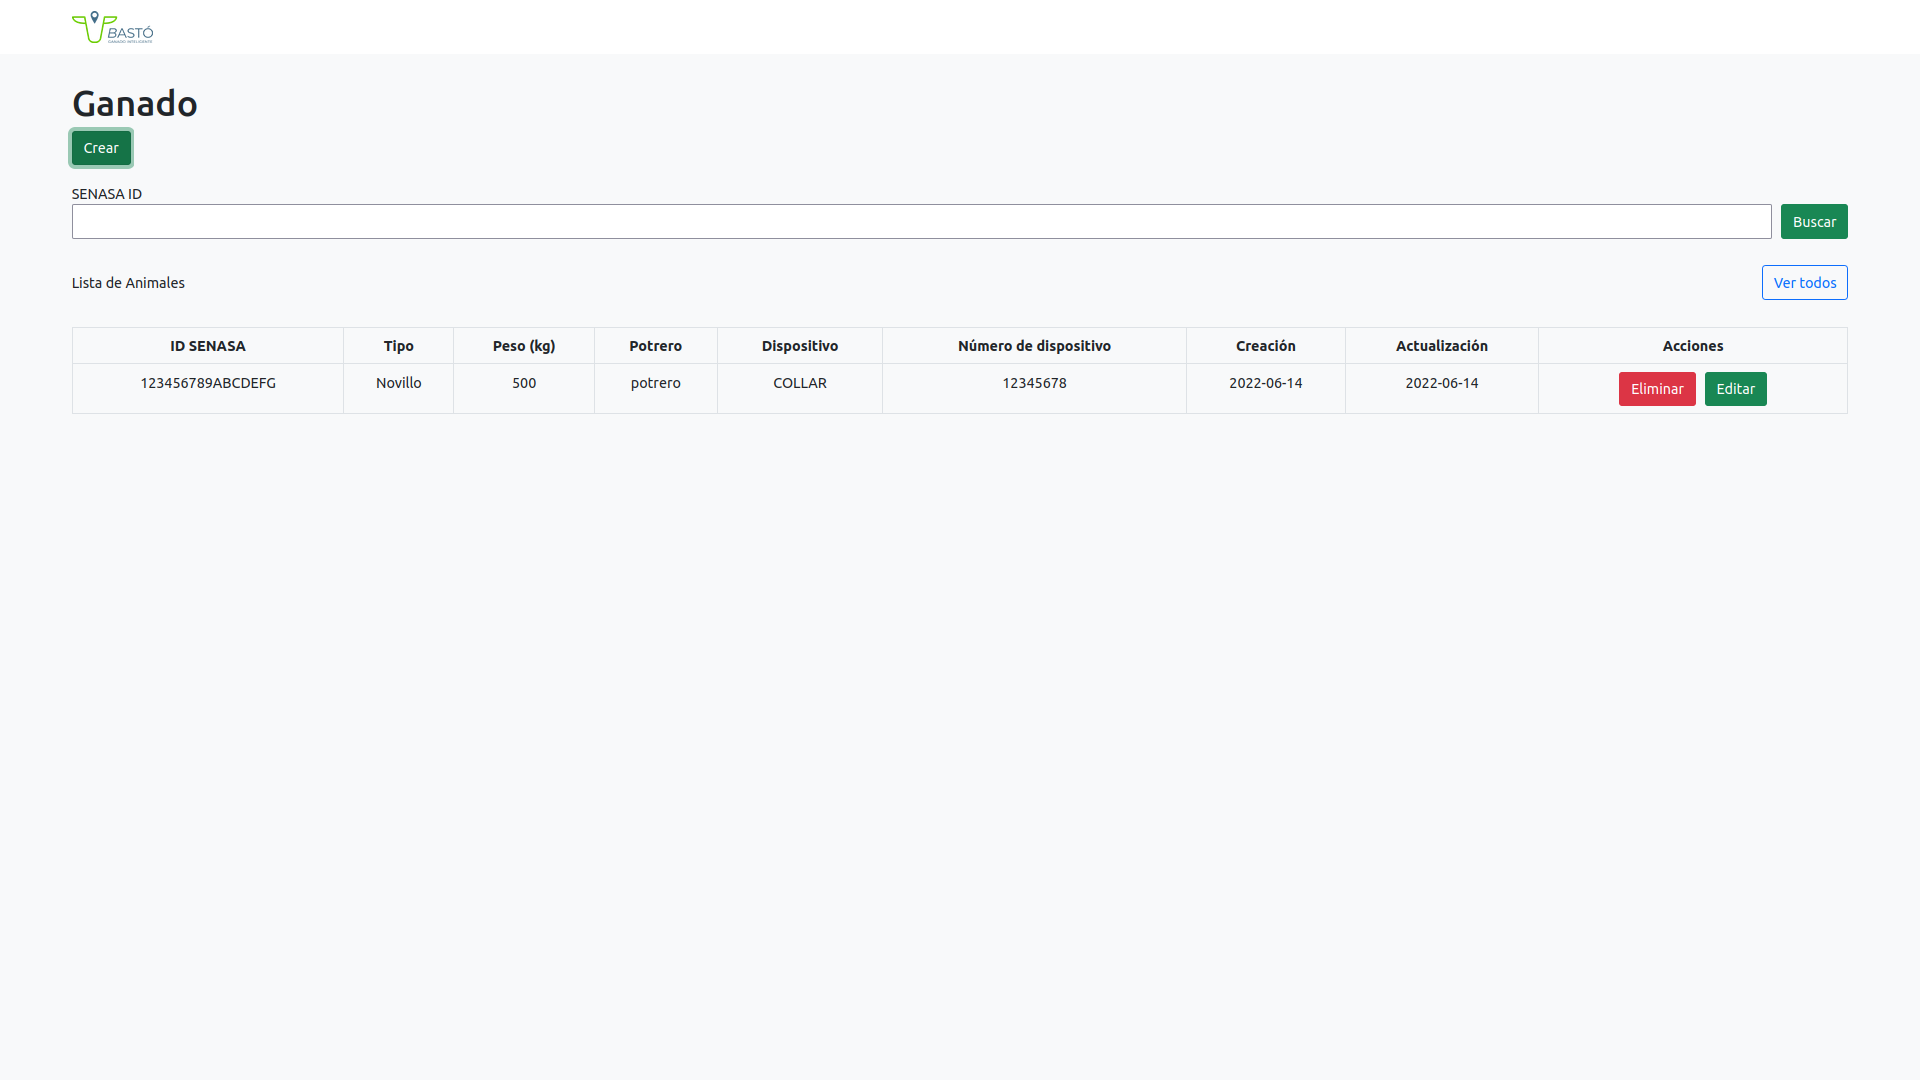 BASTÓ
GANADO INTELIGENTE
Ganado
Crear
SENASA ID
Buscar
Lista de Animales
Ver todos
ID SENASA Tipo Peso (kg) Potrero Dispositivo Número de dispositivo Creación Actualización Acciones
123456789ABCDEFG Novillo 500 potrero COLLAR 12345678 2022-06-14 2022-06-14 Eliminar Editar